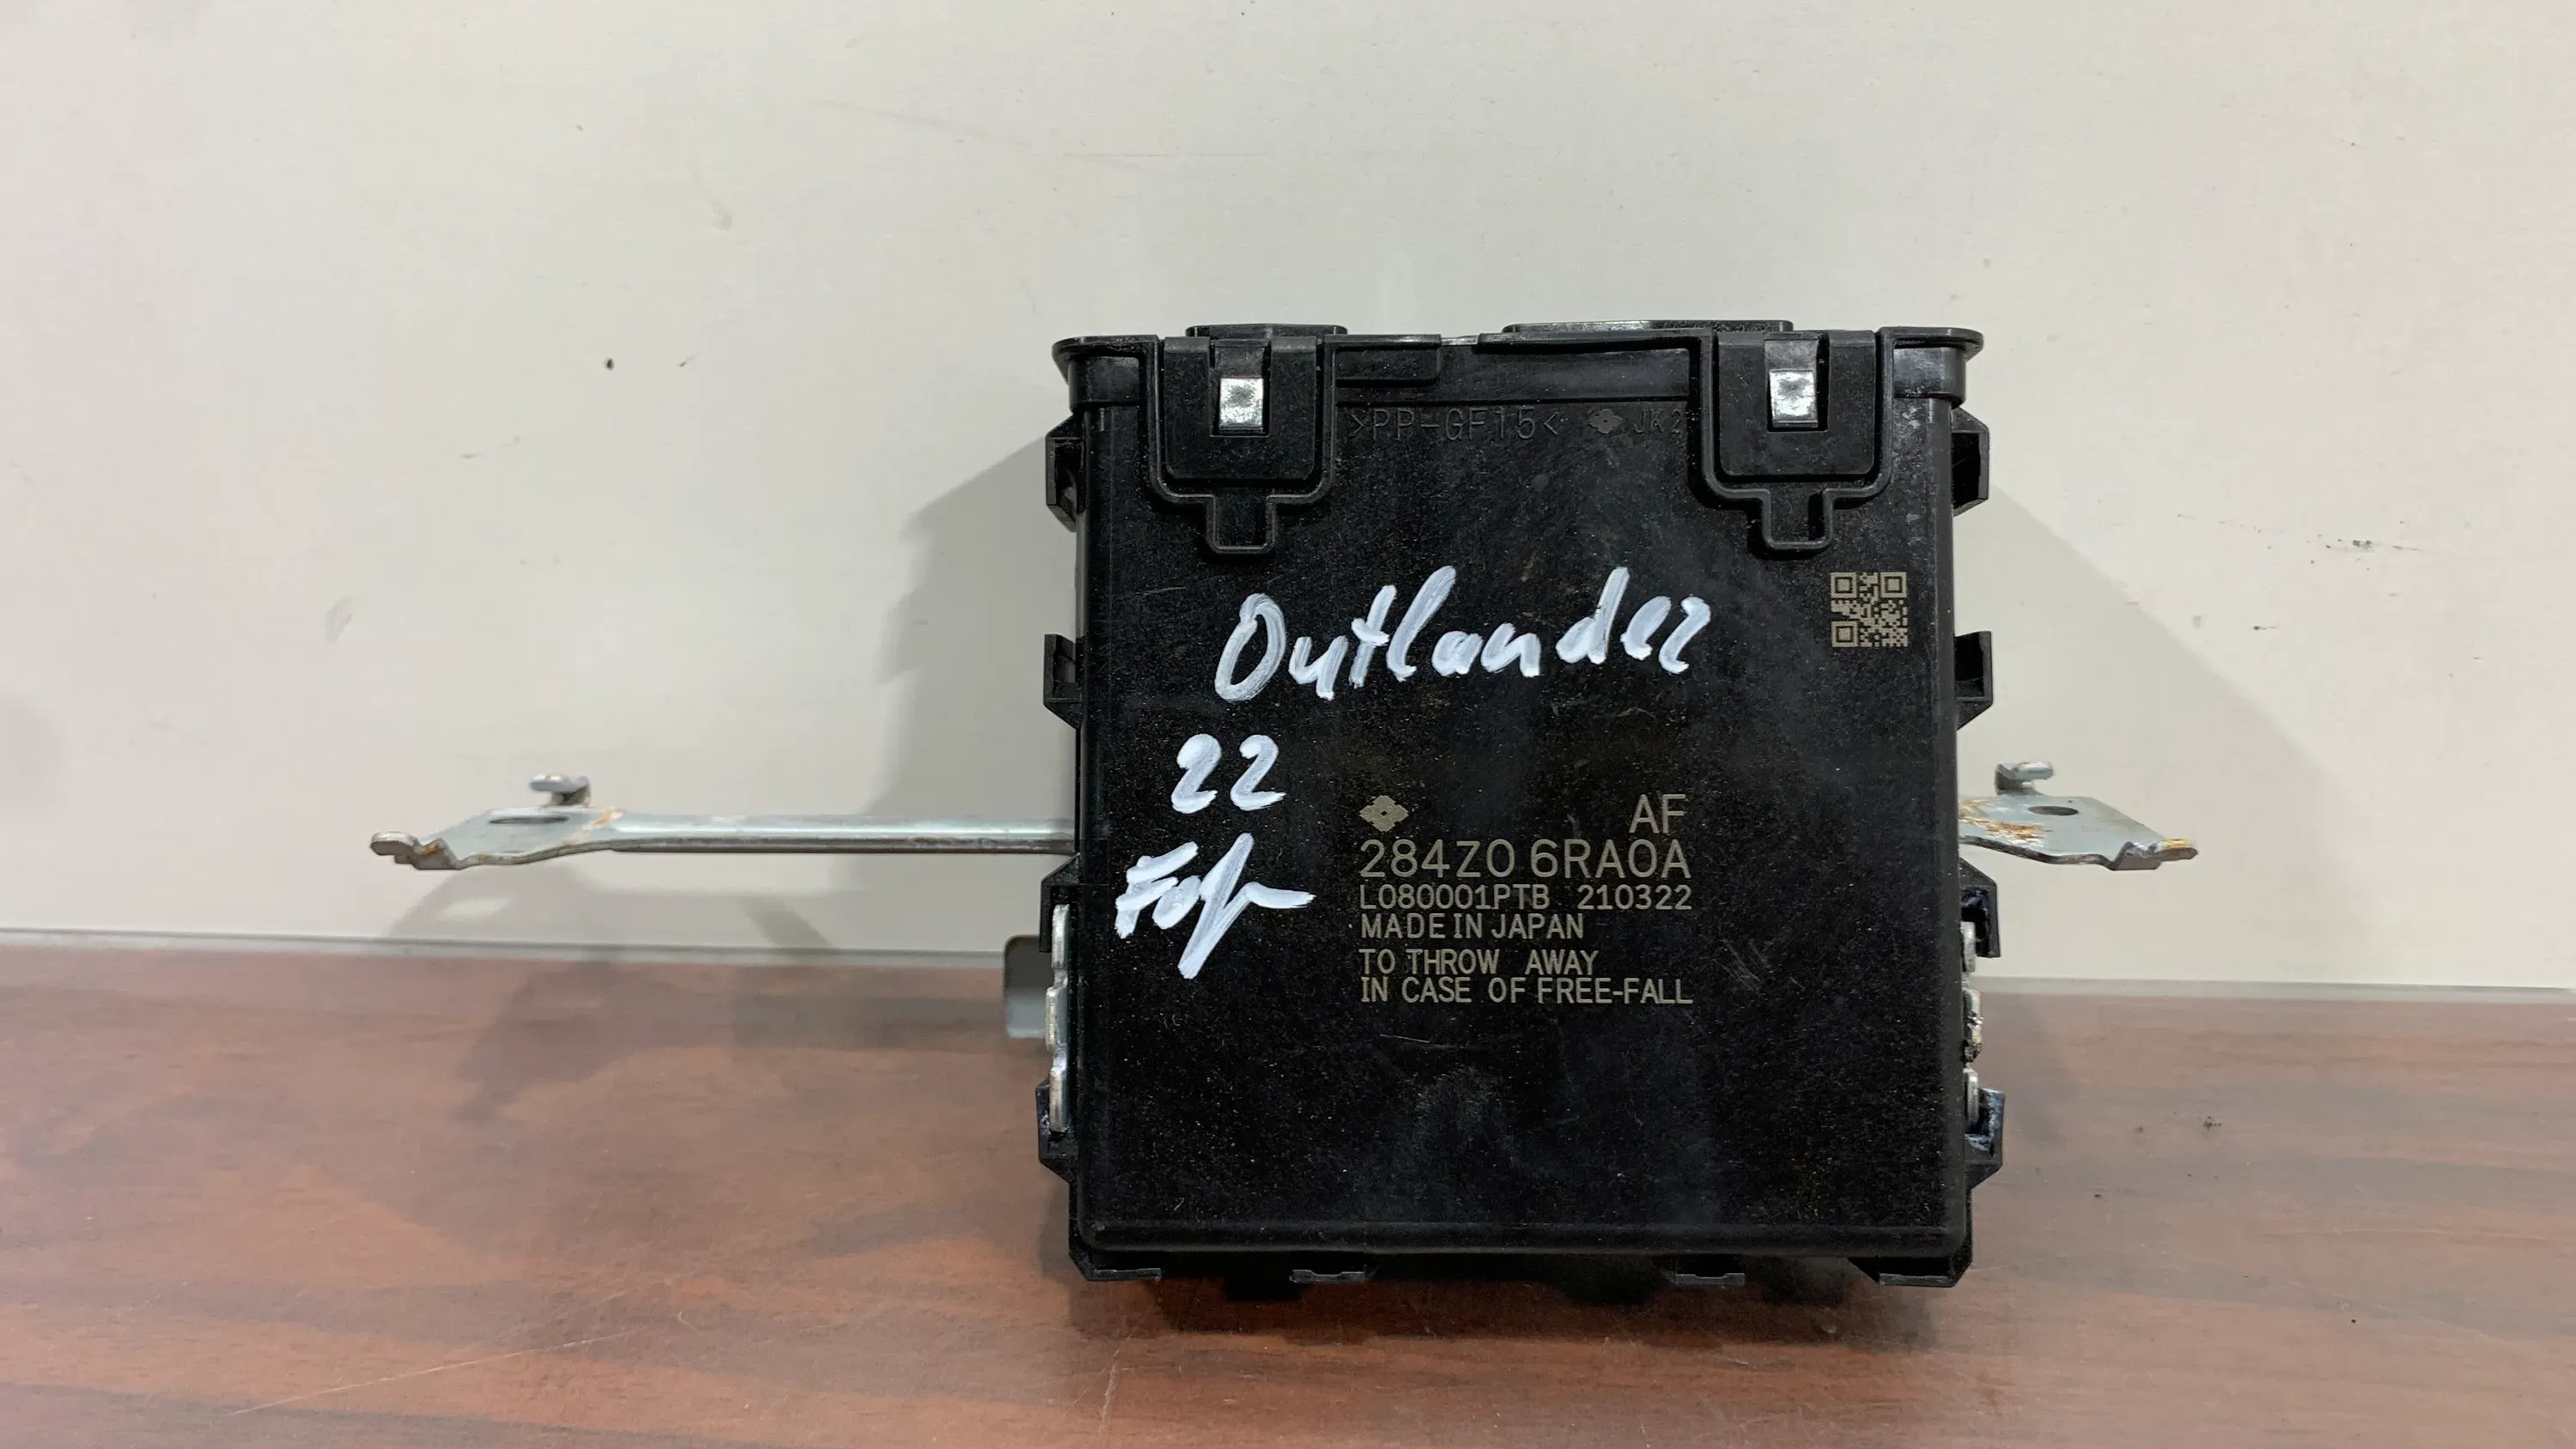 >PP-GF15< JK2
Outlander
22
AF
284Z0 6RA0A
L080001PTB 210322
MADE IN JAPAN
TO THROW AWAY
IN CASE OF FREE-FALL